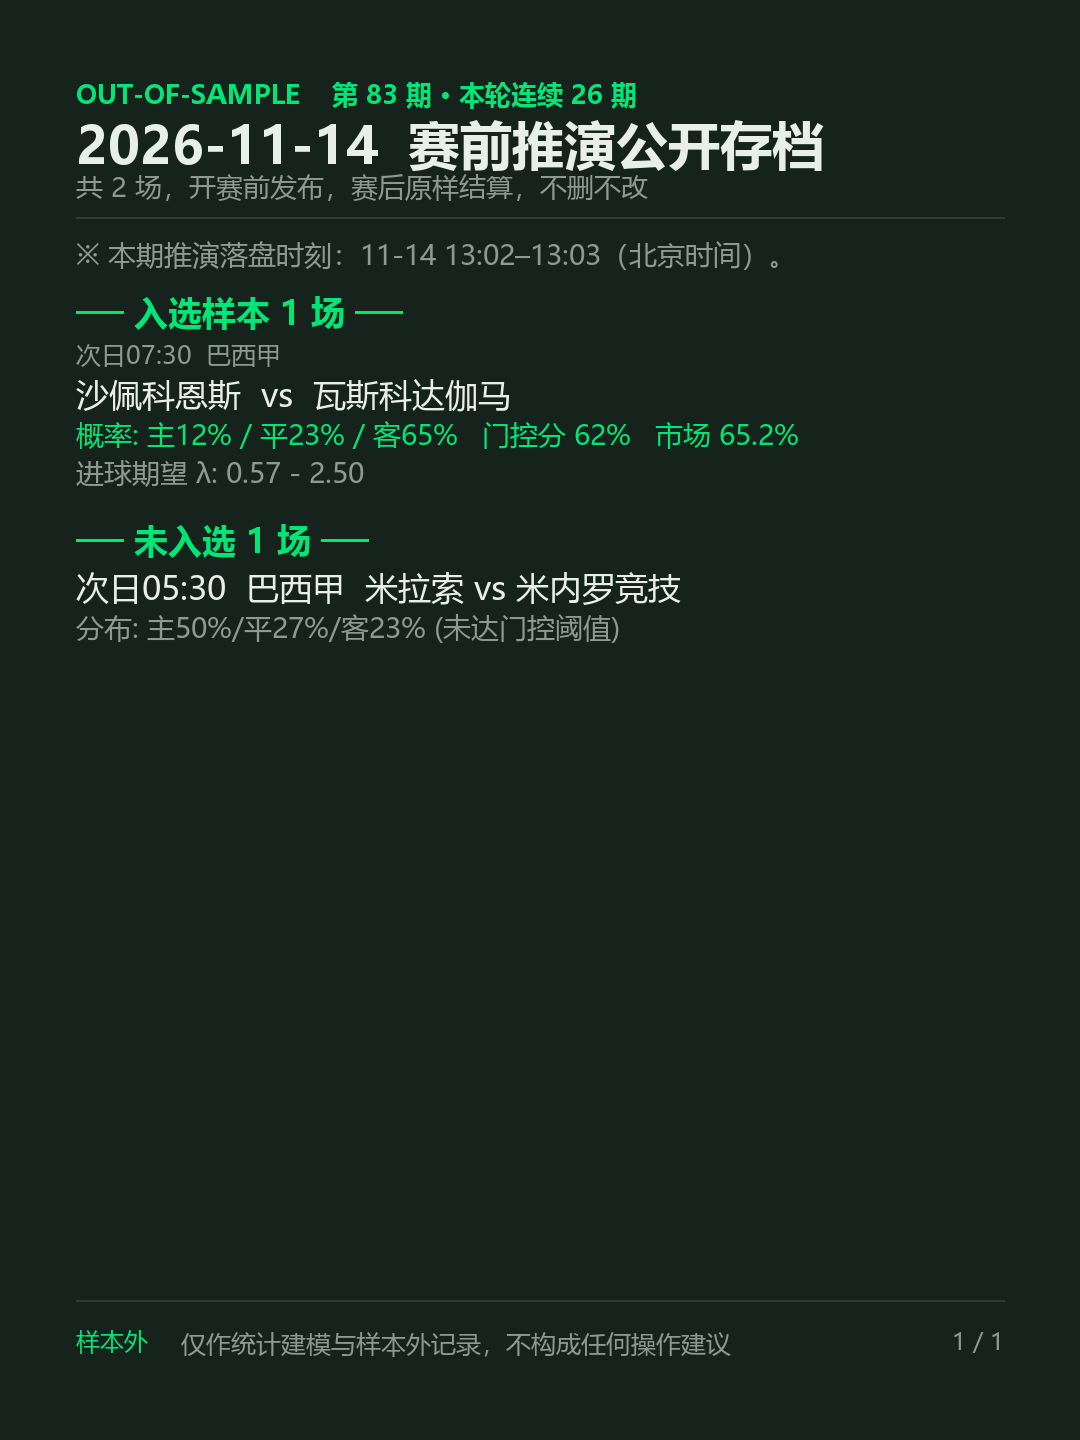 OUT-OF-SAMPLE 第 83 期 · 本轮连续 26 期
2026-11-14 赛前推演公开存档
共 2 场，开赛前发布，赛后原样结算，不删不改
※ 本期推演落盘时刻：11-14 13:02–13:03（北京时间）。
—— 入选样本 1 场 ——
次日07:30 巴西甲
沙佩科恩斯 vs 瓦斯科达伽马
概率: 主12% / 平23% / 客65% 门控分 62% 市场 65.2%
进球期望 λ: 0.57 - 2.50
—— 未入选 1 场 ——
次日05:30 巴西甲 米拉索 vs 米内罗竞技
分布: 主50%/平27%/客23% (未达门控阈值)
样本外 仅作统计建模与样本外记录，不构成任何操作建议 1 / 1